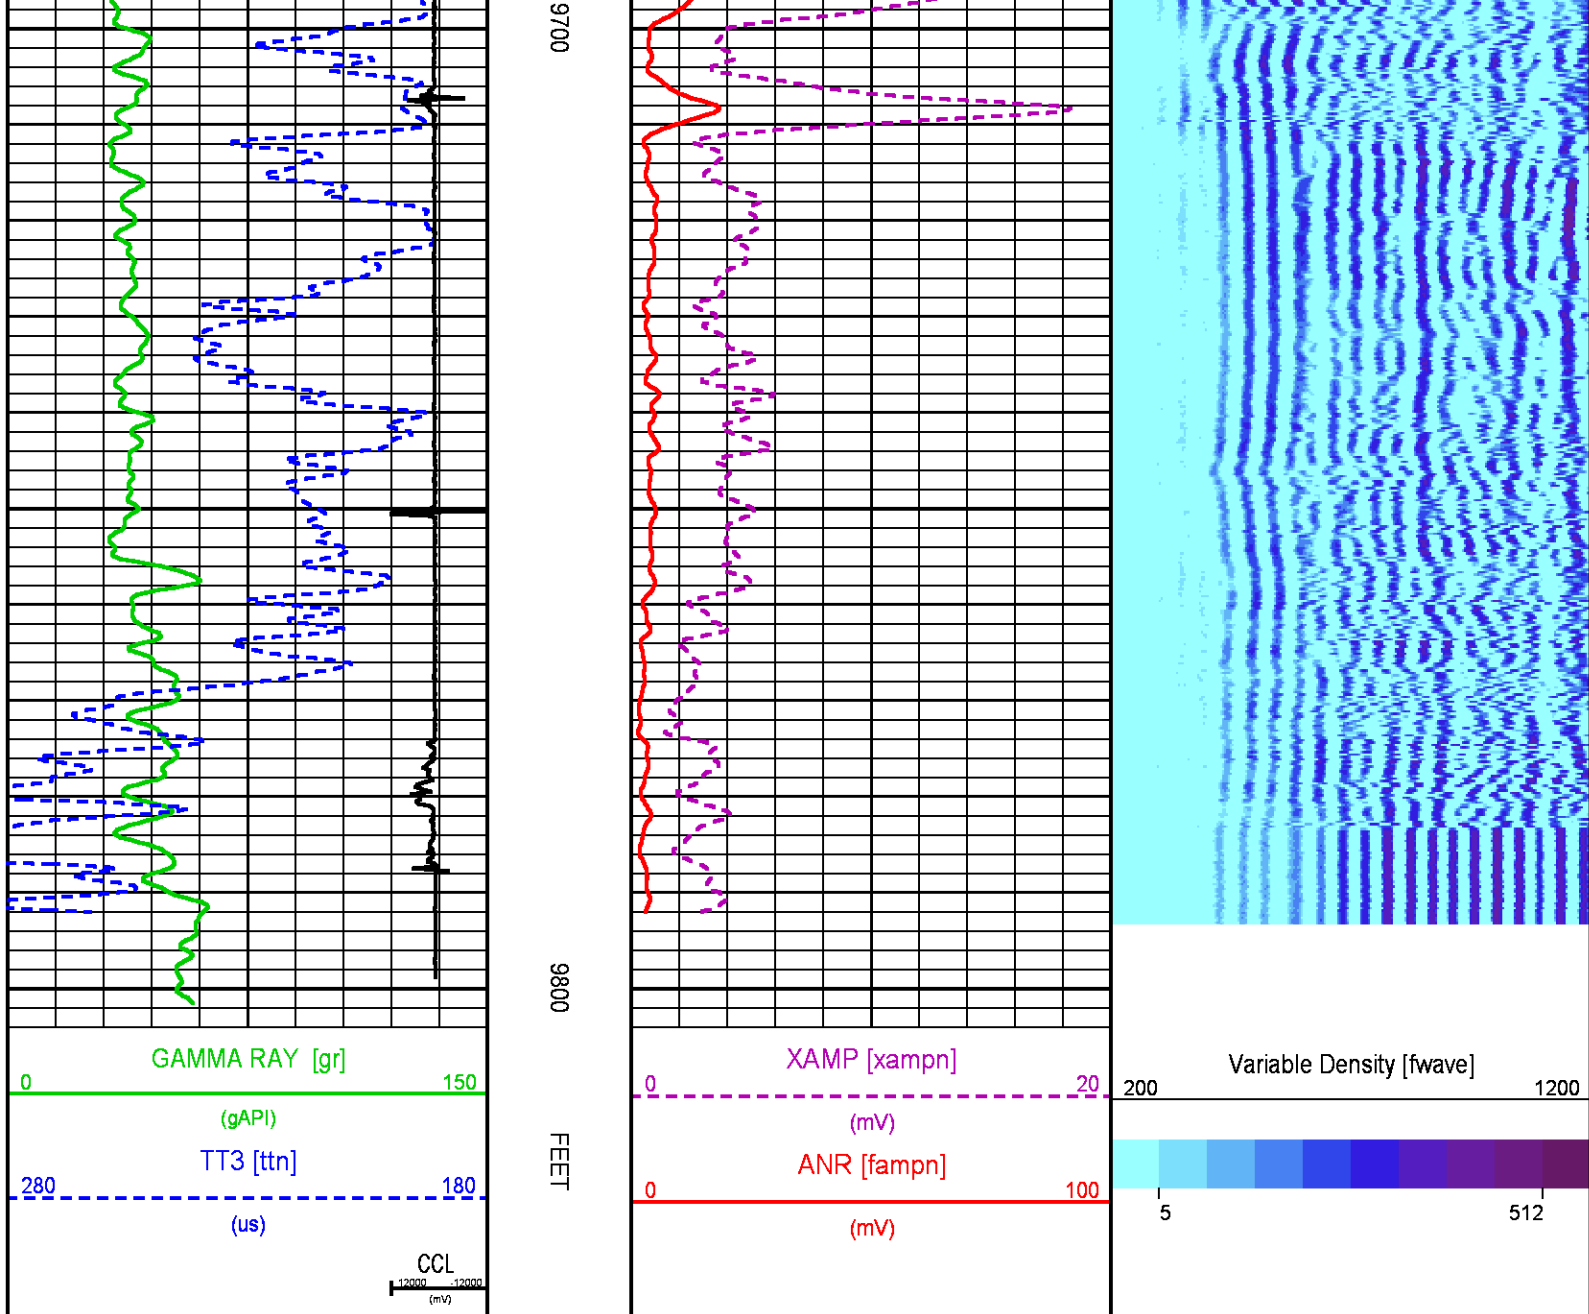 9700
9800
FEET
GAMMA RAY [gr]
0 150
(gAPI)
TT3 [ttn]
280 180
(us)
CCL
12000 -12000
(mV)
XAMP [xampn]
0 20
(mV)
ANR [fampn]
0 100
(mV)
Variable Density [fwave]
200 1200
5 512